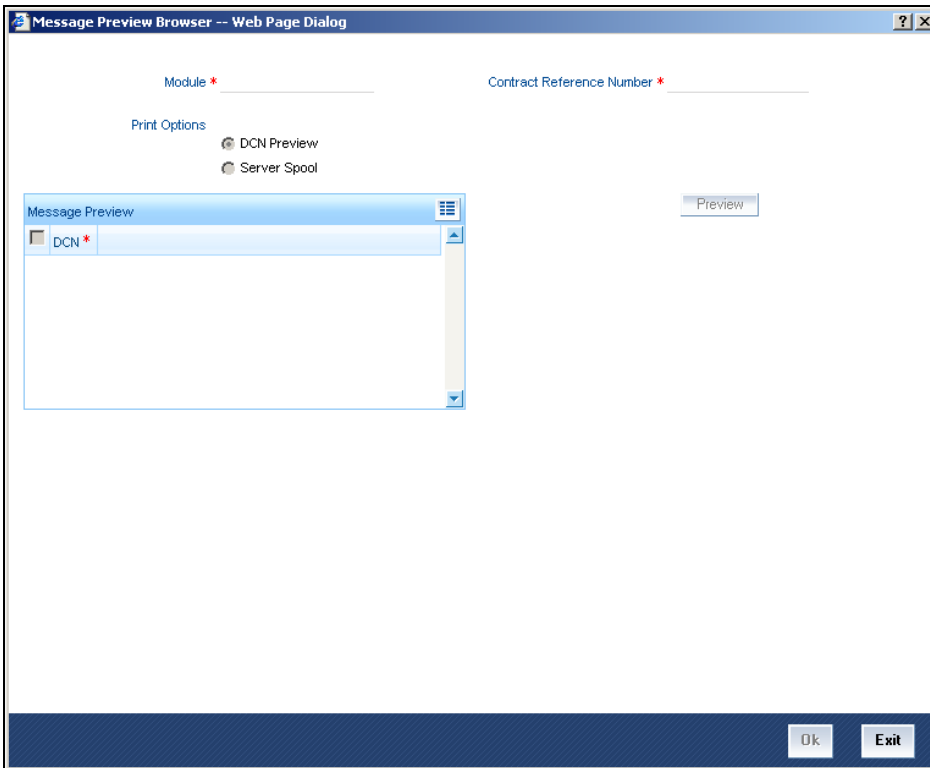 Message Preview Browser -- Web Page Dialog
Module *
Contract Reference Number *
Print Options
DCN Preview
Server Spool
Message Preview
Preview
DCN *
Ok
Exit